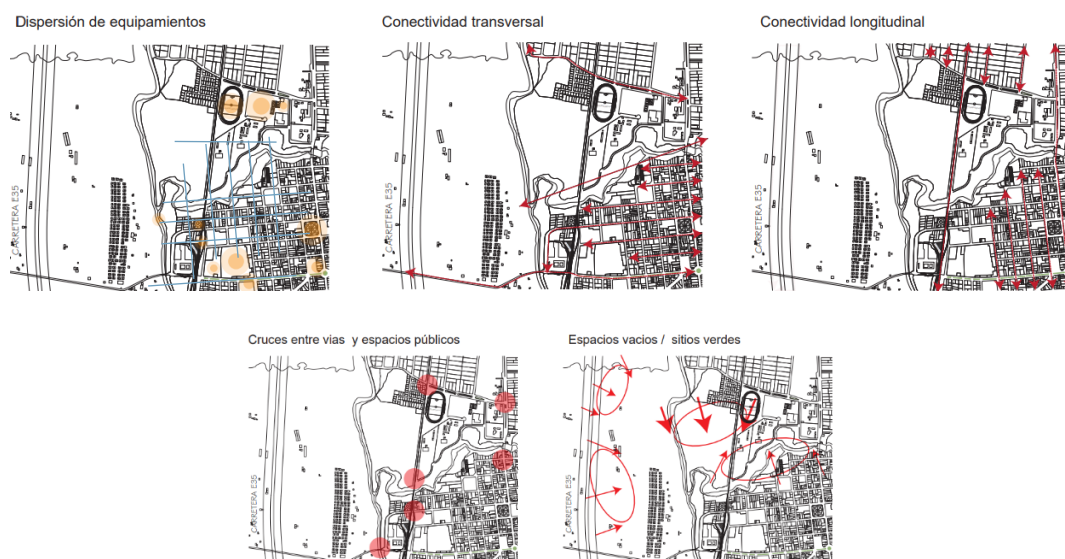 Dispersión de equipamientos
Conectividad transversal
Conectividad longitudinal
CARRETERA E35
CARRETERA E35
CARRETERA E35
Cruces entre vias y espacios públicos
Espacios vacios / sitios verdes
CARRETERA E35
CARRETERA E35